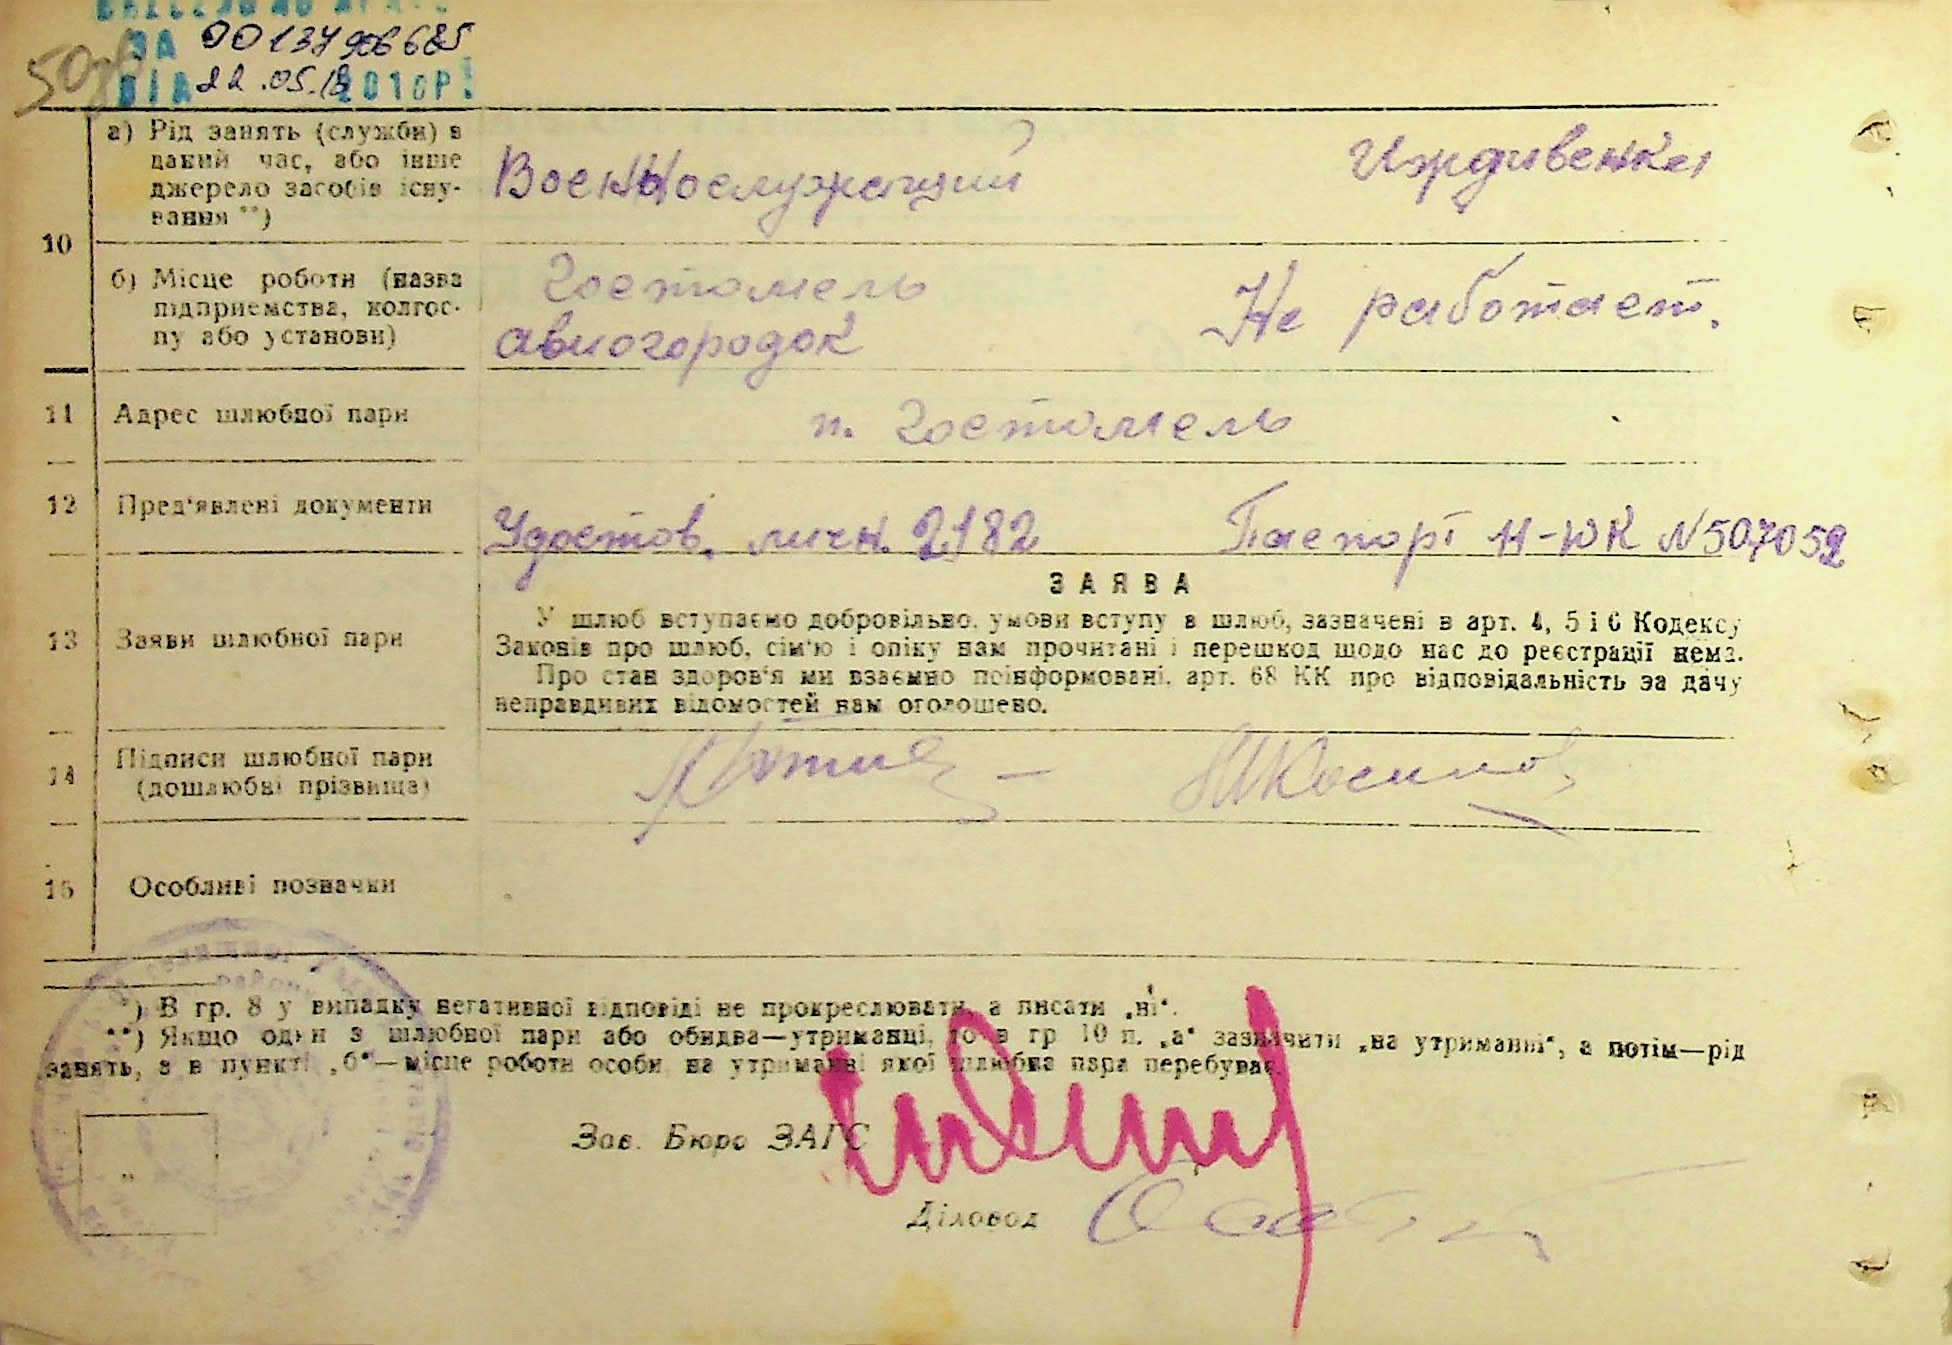 ЗА 00137906685
ВІД 22.05.18 201 Р.
10
а) Рід занять (служби) в
даний час, або інше
джерело засобів існу-
вання **)
Военнослужащий
Иждивенка
б) Місце роботи (назва
підприємства, колгос-
пу або установи)
Гостомель
авиогородок
Не работает.
11
Адрес шлюбної пари
п. Гостомель
12
Пред'явлені документи
Удостов. личн. 2182
Паспорт II-ЮК N 507052
13
Заяви шлюбної пари
ЗАЯВА
У шлюб вступаємо добровільно, умови вступу в шлюб, зазначені в арт. 4, 5 і 6 Кодексу
Законів про шлюб, сім'ю і опіку нам прочитані і перешкод щодо нас до реєстрації нема.
Про стан здоров'я ми взаємно поінформовані, арт. 68 КК про відповідальність за дачу
неправдивих відомостей нам оголошено.
14
Підписи шлюбної пари
(дошлюбні прізвища)
15
Особливі позначки
*) В гр. 8 у випадку негативної відповіді не прокреслювати, а писати „ні“.
**) Якщо один з шлюбної пари або обидва—утриманці, то в гр 10 п. „а“ зазначити „на утриманні“, а потім—рід
занять, а в пункті „б“—місце роботи особи, на утриманні якої шлюбна пара перебуває.
Зав. Бюро ЗАГС
Діловод